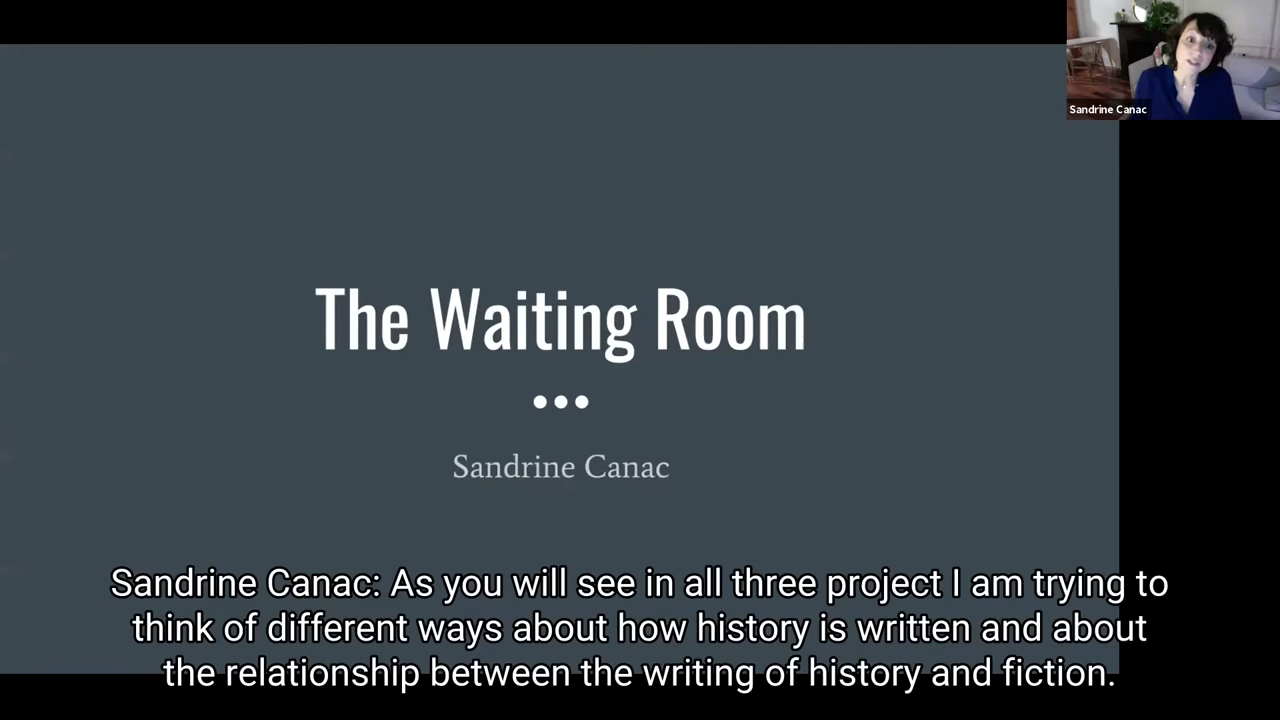 Sandrine Canac
The Waiting Room
Sandrine Canac
Sandrine Canac: As you will see in all three project I am trying to
think of different ways about how history is written and about
the relationship between the writing of history and fiction.